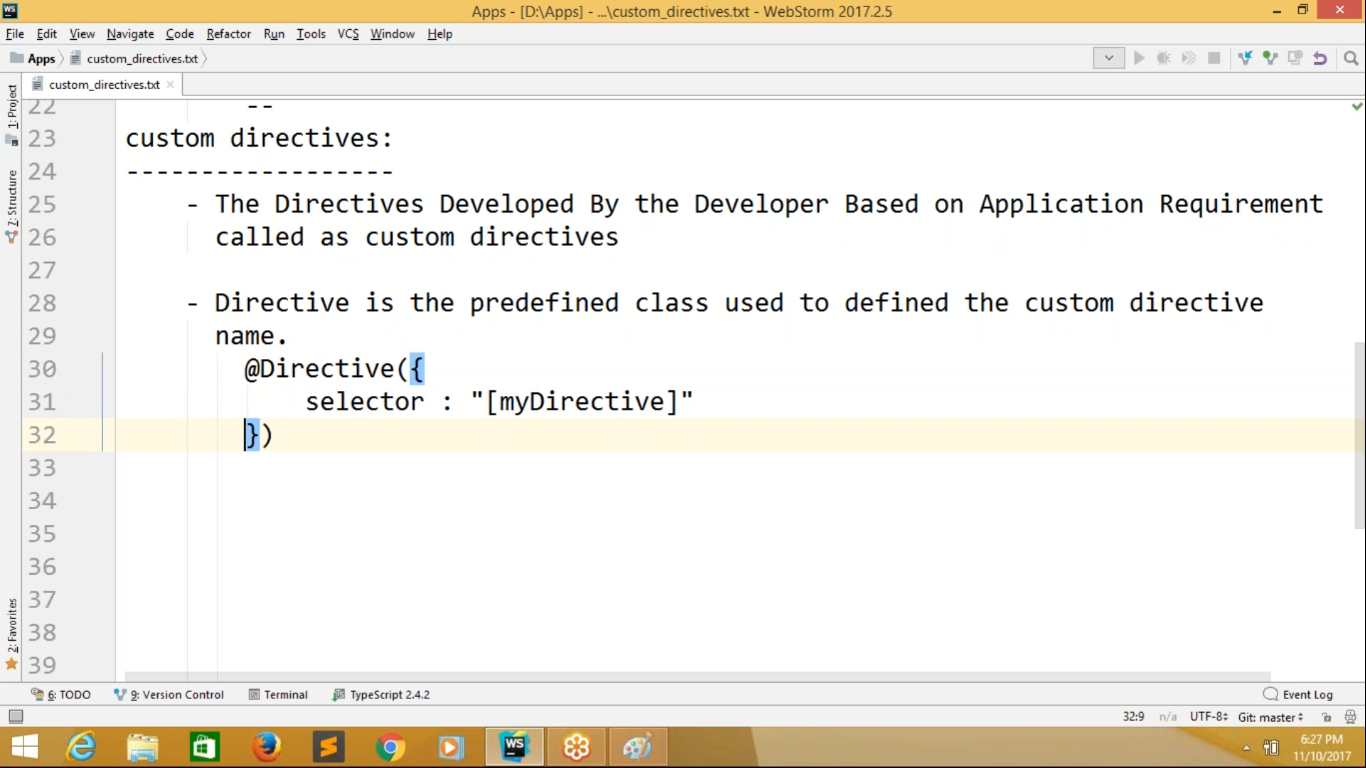 WS
Apps - [D:\Apps] - ...\custom_directives.txt - WebStorm 2017.2.5
File Edit View Navigate Code Refactor Run Tools VCS Window Help
Apps custom_directives.txt
custom_directives.txt
1: Project
7: Structure
2: Favorites
22 --
23 custom directives:
24 ------------------
25 - The Directives Developed By the Developer Based on Application Requirement
26 called as custom directives
27
28 - Directive is the predefined class used to defined the custom directive
29 name.
30 @Directive({
31 selector : "[myDirective]"
32 })
33
34
35
36
37
38
39
6: TODO 9: Version Control Terminal TypeScript 2.4.2 Event Log
32:9 n/a UTF-8 Git: master
WS
6:27 PM
11/10/2017